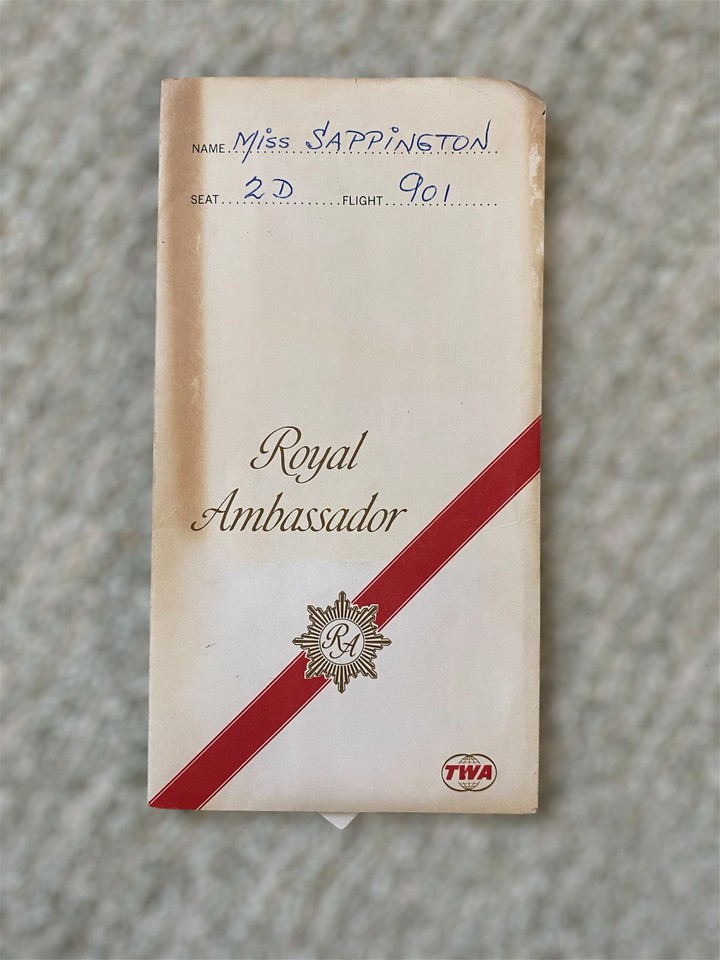 NAME Miss SAPPINGTON
SEAT 2D FLIGHT 901
Royal
Ambassador
RA
TWA